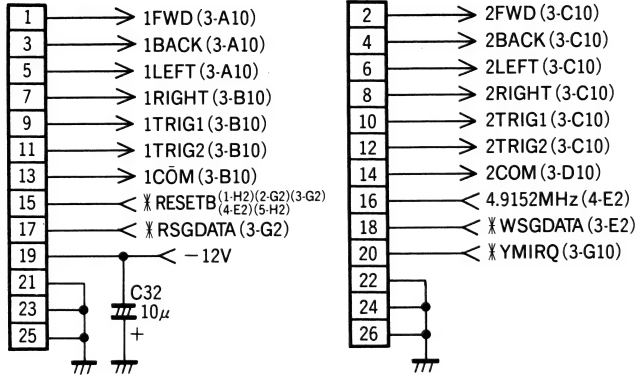 1 1FWD (3-A10)
3 1BACK (3-A10)
5 1LEFT (3-A10)
7 1RIGHT (3-B10)
9 1TRIG1 (3-B10)
11 1TRIG2 (3-B10)
13 1CŌM (3-B10)
15 ※RESETB (1-H2)(2-G2)(3-G2)
(4-E2)(5-H2)
17 ※RSGDATA (3-G2)
19 −12V
21
C32
23 10μ
+
25
2 2FWD (3-C10)
4 2BACK (3-C10)
6 2LEFT (3-C10)
8 2RIGHT (3-C10)
10 2TRIG1 (3-C10)
12 2TRIG2 (3-C10)
14 2COM (3-D10)
16 4.9152MHz (4-E2)
18 ※WSGDATA (3-E2)
20 ※YMIRQ (3-G10)
22
24
26